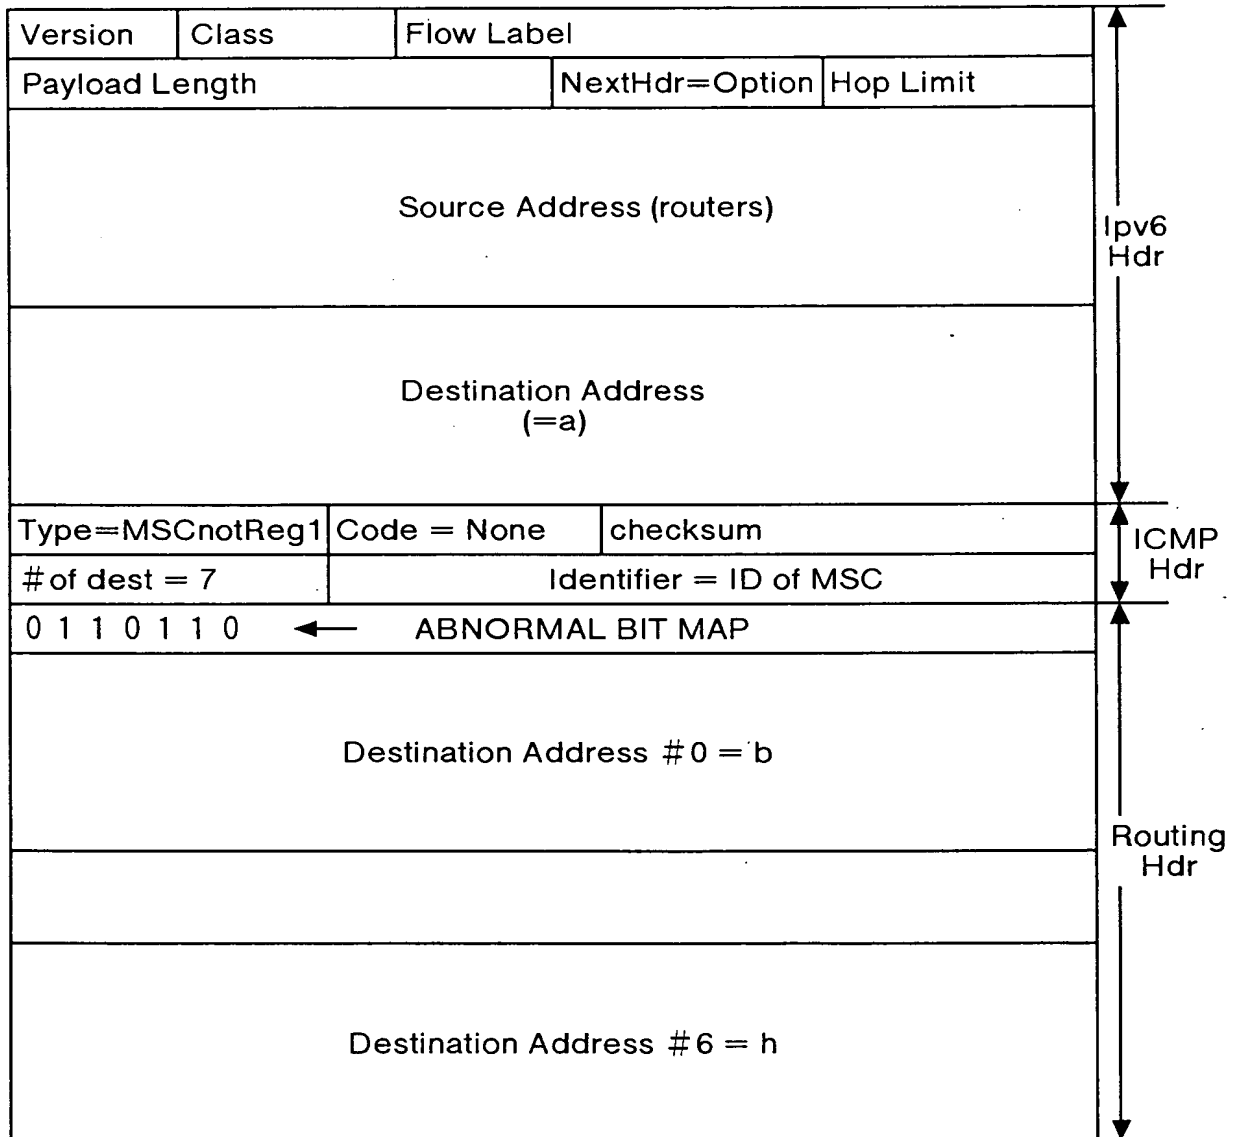 Version Class Flow Label
Payload Length NextHdr=Option Hop Limit
Source Address (routers)
Ipv6
Hdr
Destination Address
(=a)
Type=MSCnotReg1 Code = None checksum
ICMP
Hdr
# of dest = 7 Identifier = ID of MSC
0 1 1 0 1 1 0 ← ABNORMAL BIT MAP
Destination Address #0 = b
Routing
Hdr
Destination Address #6 = h